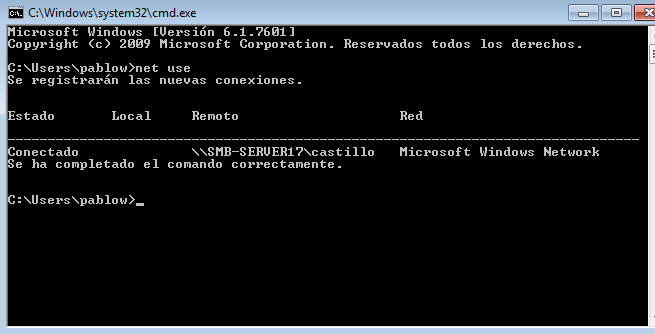 C:\Windows\system32\cmd.exe
Microsoft Windows [Versión 6.1.7601]
Copyright (c) 2009 Microsoft Corporation. Reservados todos los derechos.
C:\Users\pablow>net use
Se registrarán las nuevas conexiones.
Estado Local Remoto Red
-------------------------------------------------------------------------------
Conectado \\SMB-SERVER17\castillo Microsoft Windows Network
Se ha completado el comando correctamente.
C:\Users\pablow>_